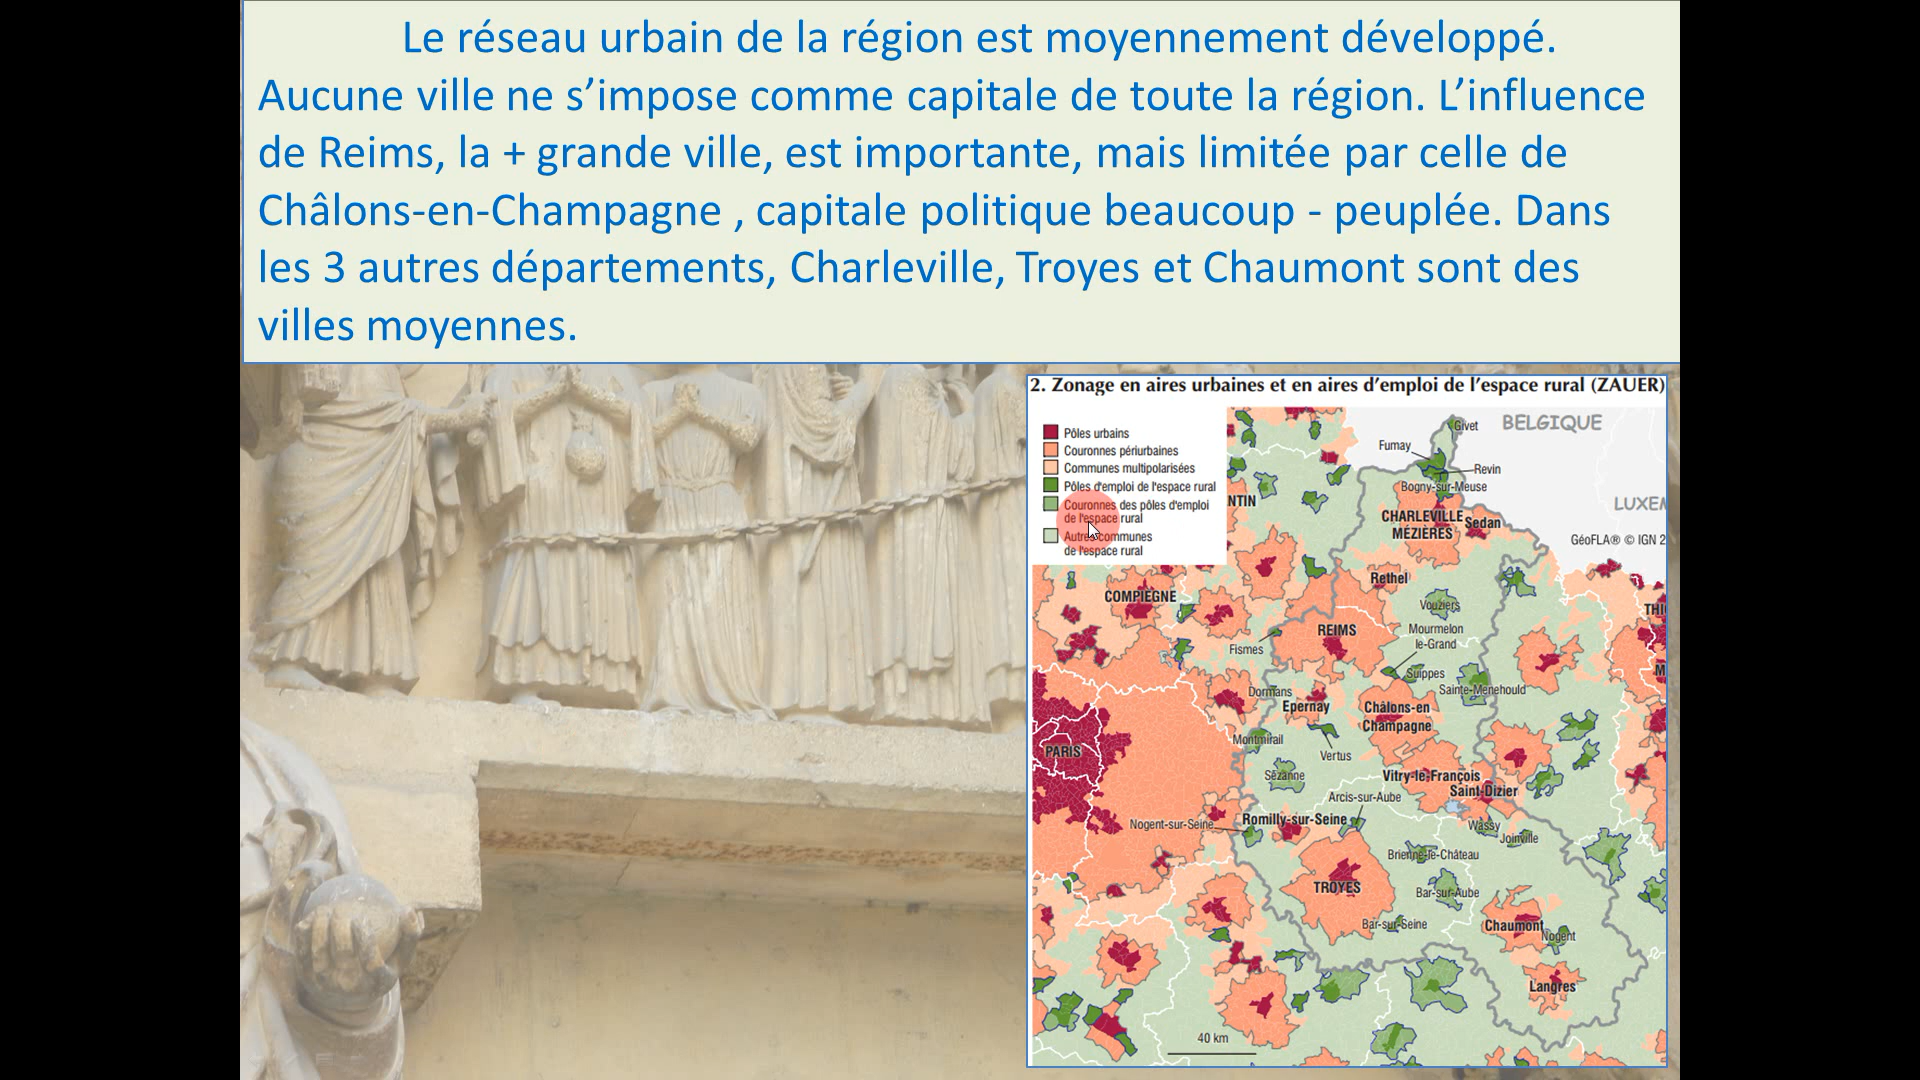 Le réseau urbain de la région est moyennement développé.
Aucune ville ne s’impose comme capitale de toute la région. L’influence
de Reims, la + grande ville, est importante, mais limitée par celle de
Châlons-en-Champagne , capitale politique beaucoup - peuplée. Dans
les 3 autres départements, Charleville, Troyes et Chaumont sont des
villes moyennes.
2. Zonage en aires urbaines et en aires d’emploi de l’espace rural (ZAUER)
Pôles urbains
Couronnes périurbaines
Communes multipolarisées
Pôles d'emploi de l'espace rural
Couronnes des pôles d'emploi
de l'espace rural
Autres communes
de l'espace rural
Givet
BELGIQUE
Fumay
Revin
Bogny-sur-Meuse
NTIN
LUXEM
CHARLEVILLE
MÉZIÈRES
Sedan
GéoFLA® © IGN 2
Rethel
COMPIÈGNE
Vouziers
THI
REIMS
Mourmelon
le-Grand
Fismes
Suippes
M
Sainte-Menehould
Dormans
Epernay
Châlons-en
Champagne
Montmirail
PARIS
Vertus
Sézanne
Vitry-le-François
Saint-Dizier
Arcis-sur-Aube
Nogent-sur-Seine
Romilly-sur-Seine
Wassy
Joinville
Brienne-le-Château
TROYES
Bar-sur-Aube
Bar-sur-Seine
Chaumont
Nogent
Langres
40 km